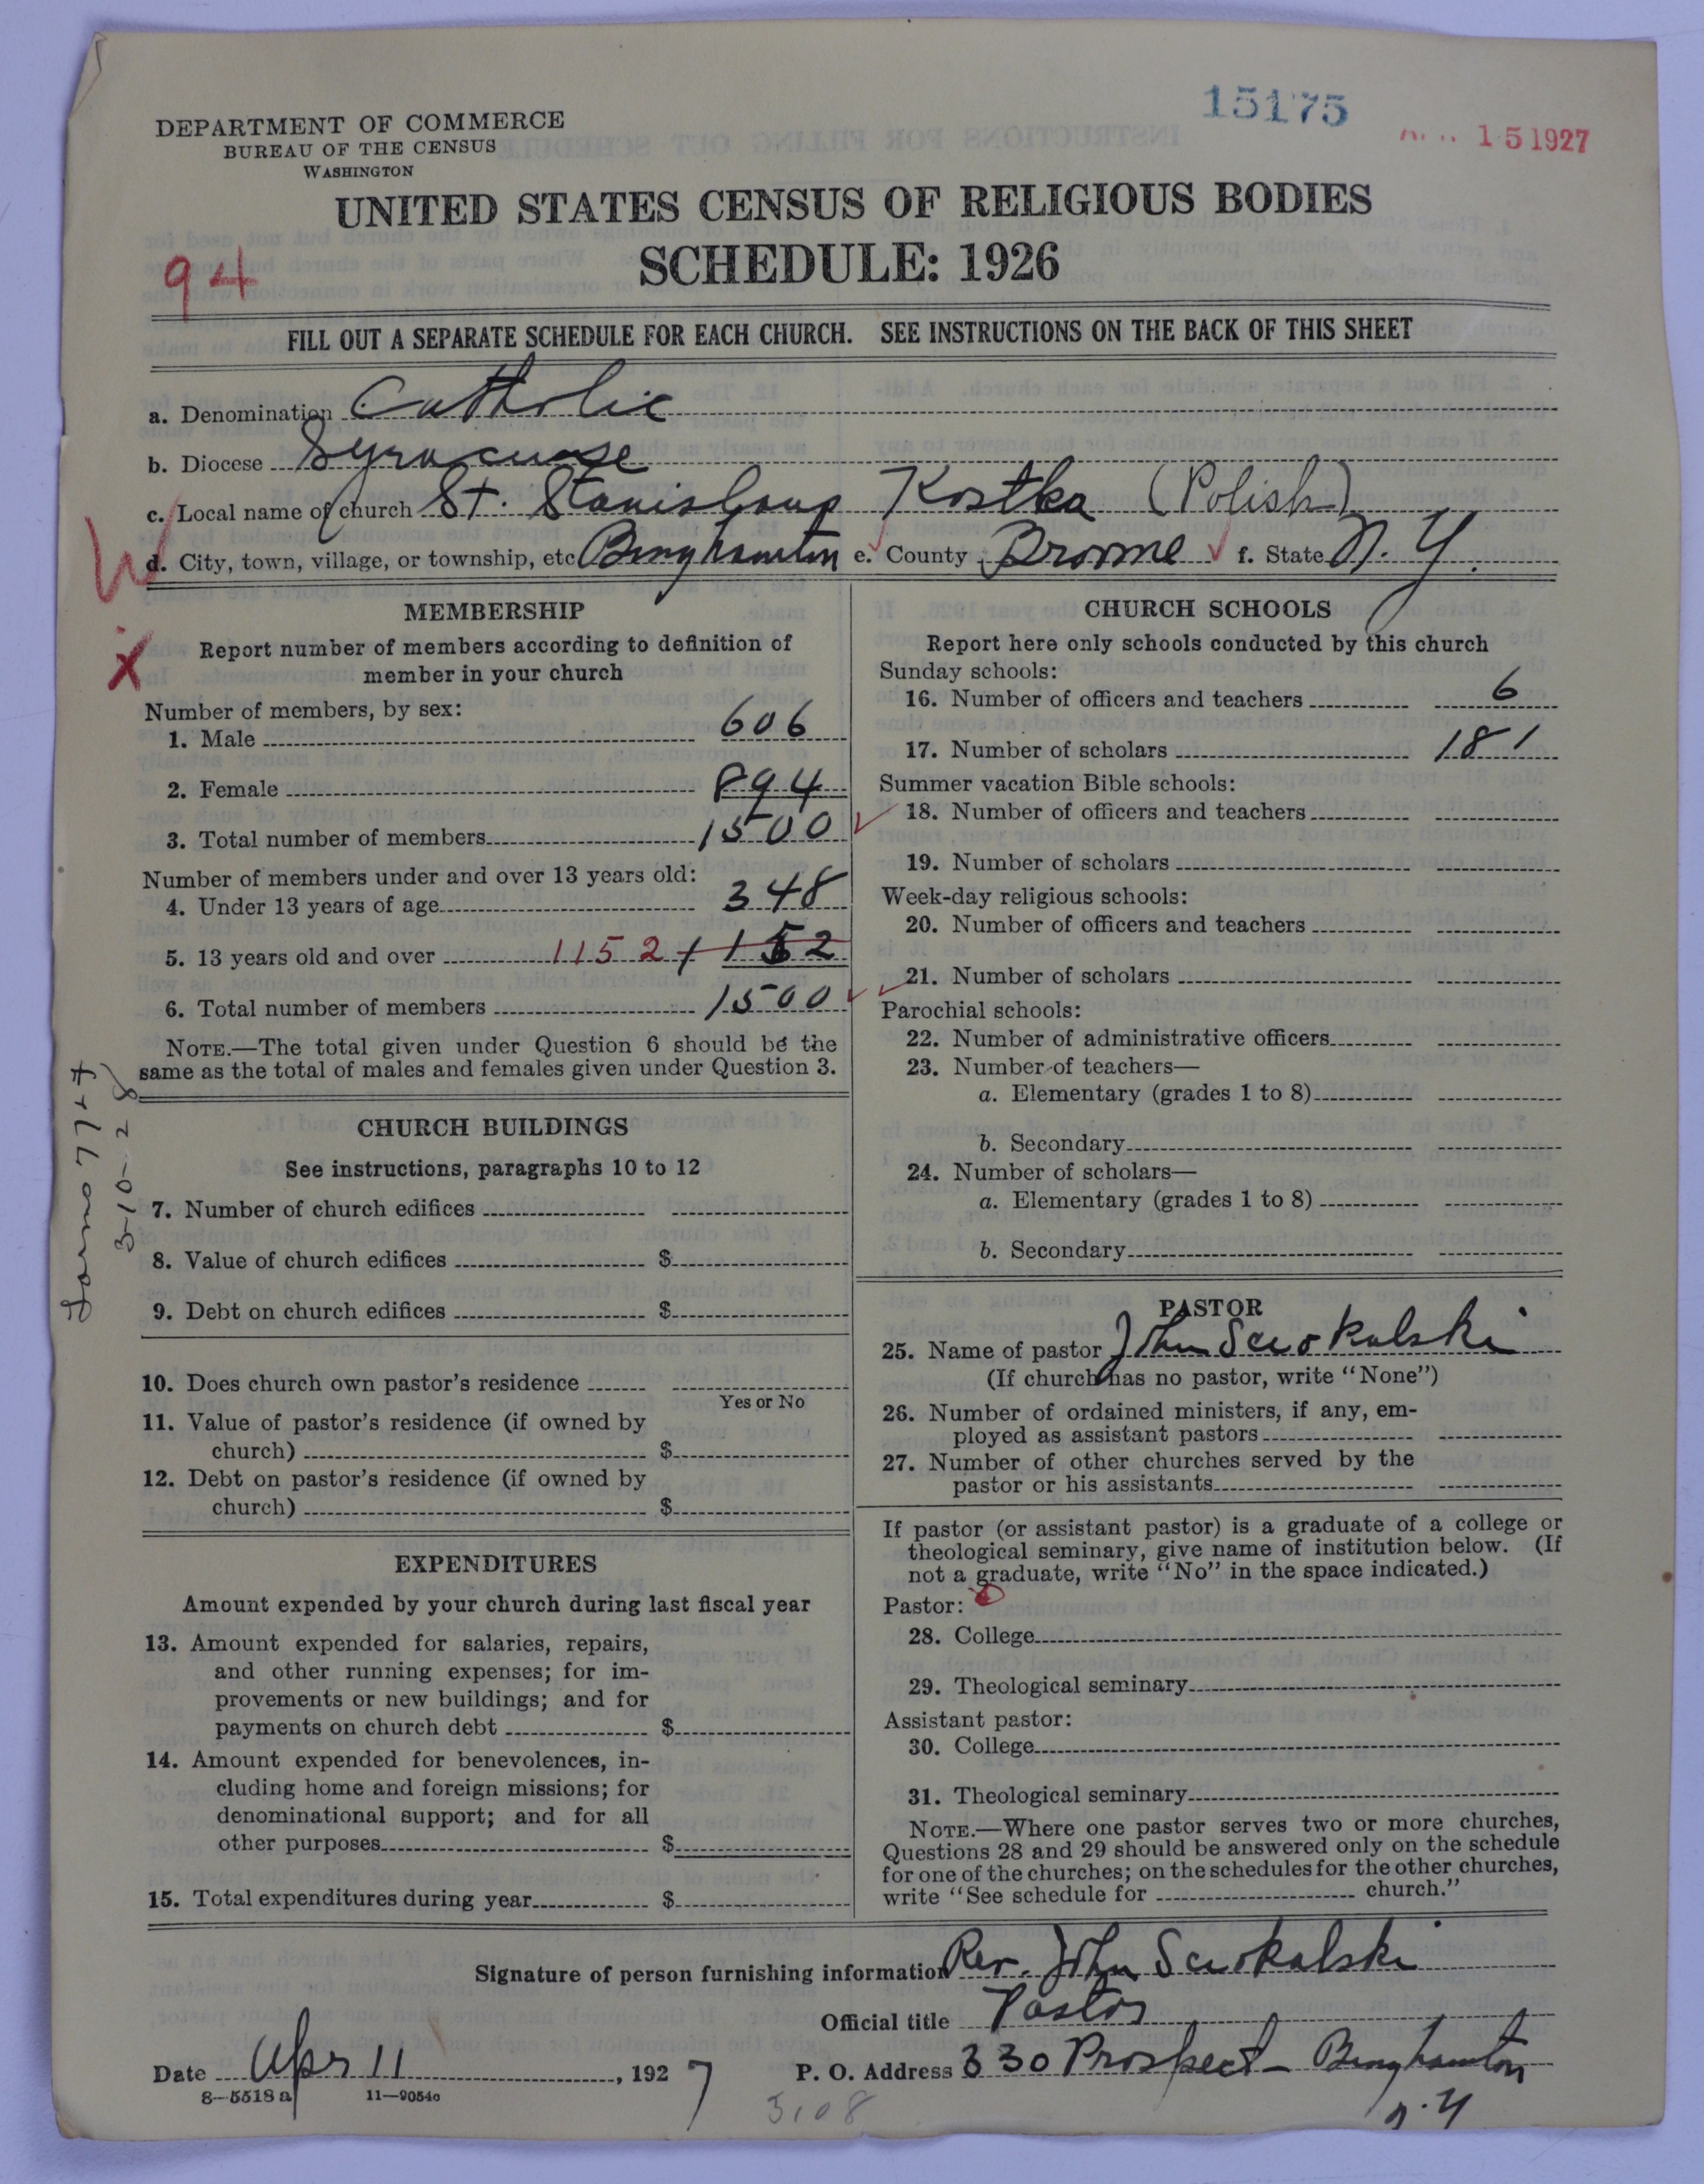 15175
15 1927
DEPARTMENT OF COMMERCE
BUREAU OF THE CENSUS
WASHINGTON
UNITED STATES CENSUS OF RELIGIOUS BODIES
SCHEDULE: 1926
94
FILL OUT A SEPARATE SCHEDULE FOR EACH CHURCH. SEE INSTRUCTIONS ON THE BACK OF THIS SHEET
a. Denomination Catholic
b. Diocese Syracuse
c. Local name of church St. Stanislaus Kostka (Polish)
W
d. City, town, village, or township, etc Binghamton e. County Broome f. State N. Y.
MEMBERSHIP
X
Report number of members according to definition of
member in your church
Number of members, by sex:
1. Male 606
2. Female 894
3. Total number of members 1500
Number of members under and over 13 years old:
4. Under 13 years of age 348
5. 13 years old and over 1152 / 152
6. Total number of members 1500
NOTE.—The total given under Question 6 should be the
same as the total of males and females given under Question 3.
3-10-28
CHURCH BUILDINGS
See instructions, paragraphs 10 to 12
7. Number of church edifices
8. Value of church edifices $
9. Debt on church edifices $
10. Does church own pastor's residence
Yes or No
11. Value of pastor's residence (if owned by
church) $
12. Debt on pastor's residence (if owned by
church) $
EXPENDITURES
Amount expended by your church during last fiscal year
13. Amount expended for salaries, repairs,
and other running expenses; for im-
provements or new buildings; and for
payments on church debt $
14. Amount expended for benevolences, in-
cluding home and foreign missions; for
denominational support; and for all
other purposes $
15. Total expenditures during year $
CHURCH SCHOOLS
Report here only schools conducted by this church
Sunday schools:
16. Number of officers and teachers 6
17. Number of scholars 181
Summer vacation Bible schools:
18. Number of officers and teachers
19. Number of scholars
Week-day religious schools:
20. Number of officers and teachers
21. Number of scholars
Parochial schools:
22. Number of administrative officers
23. Number of teachers—
a. Elementary (grades 1 to 8)
b. Secondary
24. Number of scholars—
a. Elementary (grades 1 to 8)
b. Secondary
PASTOR
25. Name of pastor John Sciokalski
(If church has no pastor, write "None")
26. Number of ordained ministers, if any, em-
ployed as assistant pastors
27. Number of other churches served by the
pastor or his assistants
If pastor (or assistant pastor) is a graduate of a college or
theological seminary, give name of institution below. (If
not a graduate, write "No" in the space indicated.)
Pastor:
28. College
29. Theological seminary
Assistant pastor:
30. College
31. Theological seminary
NOTE.—Where one pastor serves two or more churches,
Questions 28 and 29 should be answered only on the schedule
for one of the churches; on the schedules for the other churches,
write "See schedule for church."
Signature of person furnishing information Rev. John Sciokalski
Official title Pastor
Date Apr 11, 1927
P. O. Address 330 Prospect - Binghamton
N.Y
8—5518 a 11—9054c
3108